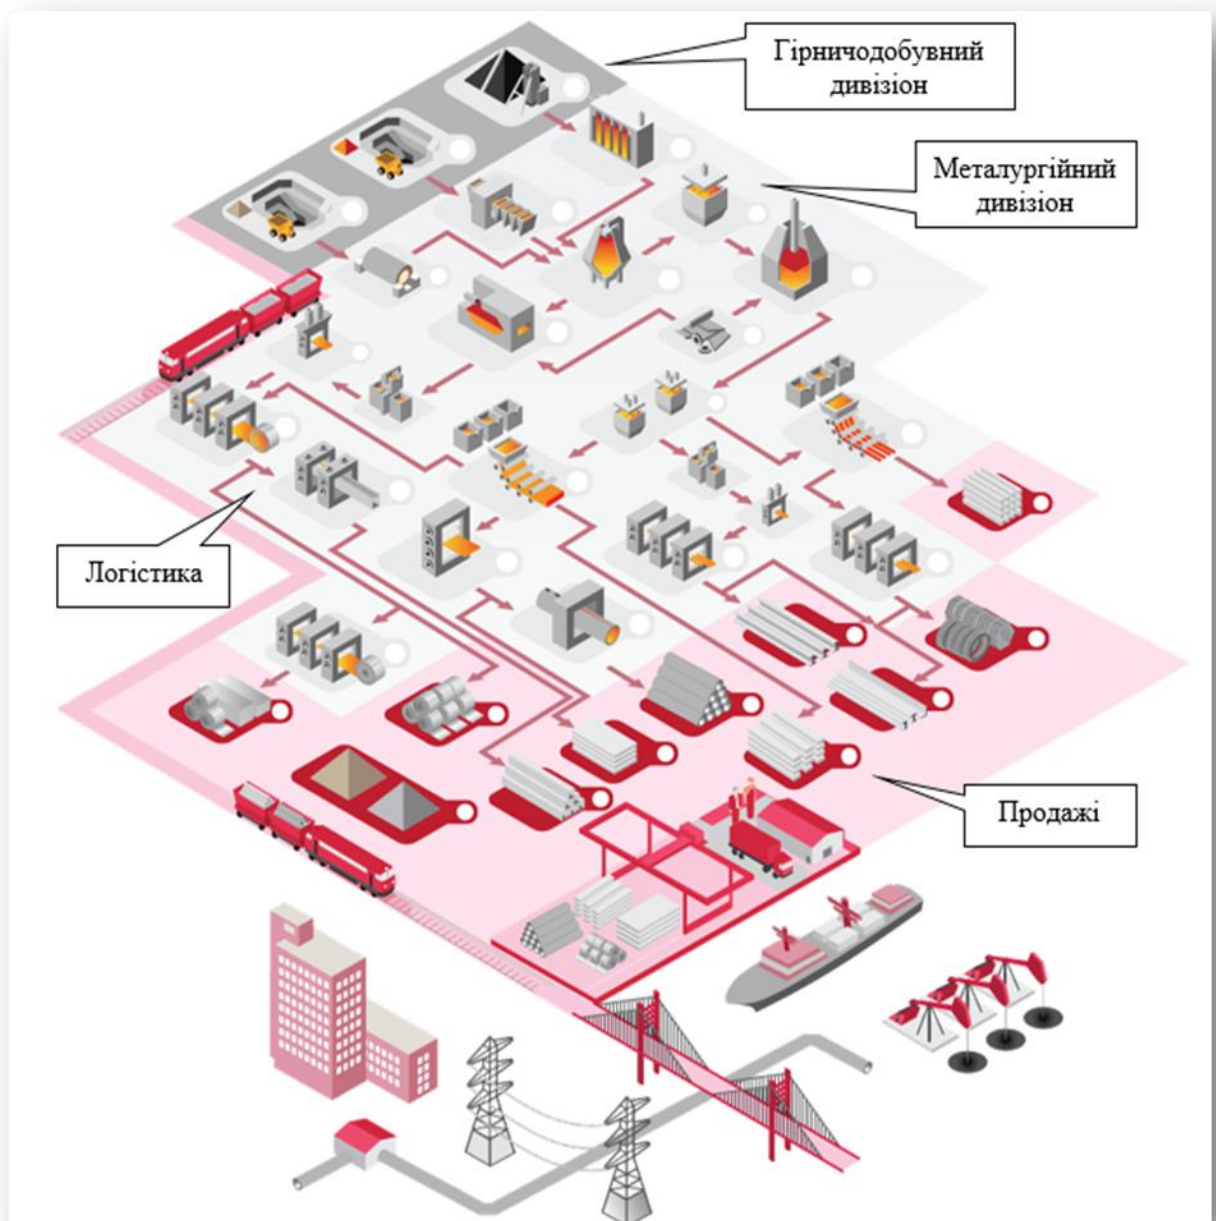 Гірничодобувний
дивізіон
Металургійний
дивізіон
Логістика
Продажі